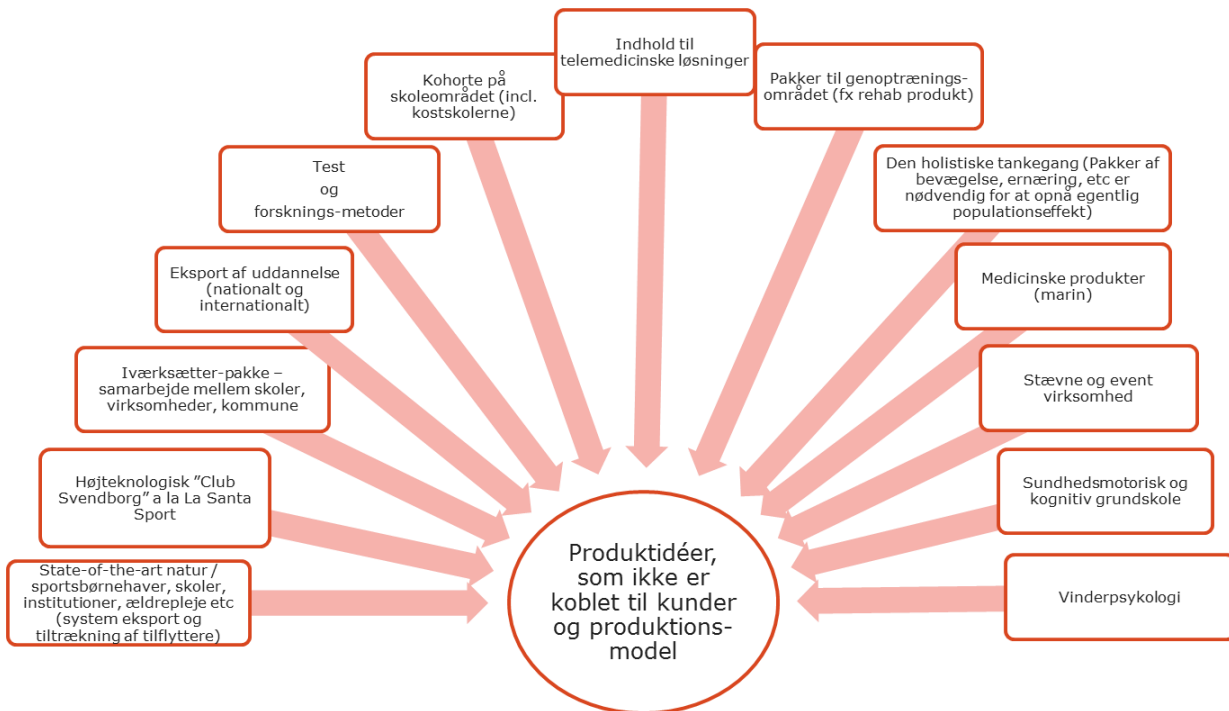 Indhold til
telemedicinske løsninger
Kohorte på
skoleområdet (incl.
kostskolerne)
Pakker til genoptrænings-
området (fx rehab produkt)
Test
og
forsknings-metoder
Den holistiske tankegang (Pakker af
bevægelse, ernæring, etc er
nødvendig for at opnå egentlig
populationseffekt)
Eksport af uddannelse
(nationalt og
internationalt)
Medicinske produkter
(marin)
Iværksætter-pakke –
samarbejde mellem skoler,
virksomheder, kommune
Stævne og event
virksomhed
Højteknologisk ”Club
Svendborg” a la La Santa
Sport
Sundhedsmotorisk og
kognitiv grundskole
State-of-the-art natur /
sportsbørnehaver, skoler,
institutioner, ældrepleje etc
(system eksport og
tiltrækning af tilflyttere)
Vinderpsykologi
Produktidéer,
som ikke er
koblet til kunder
og produktions-
model